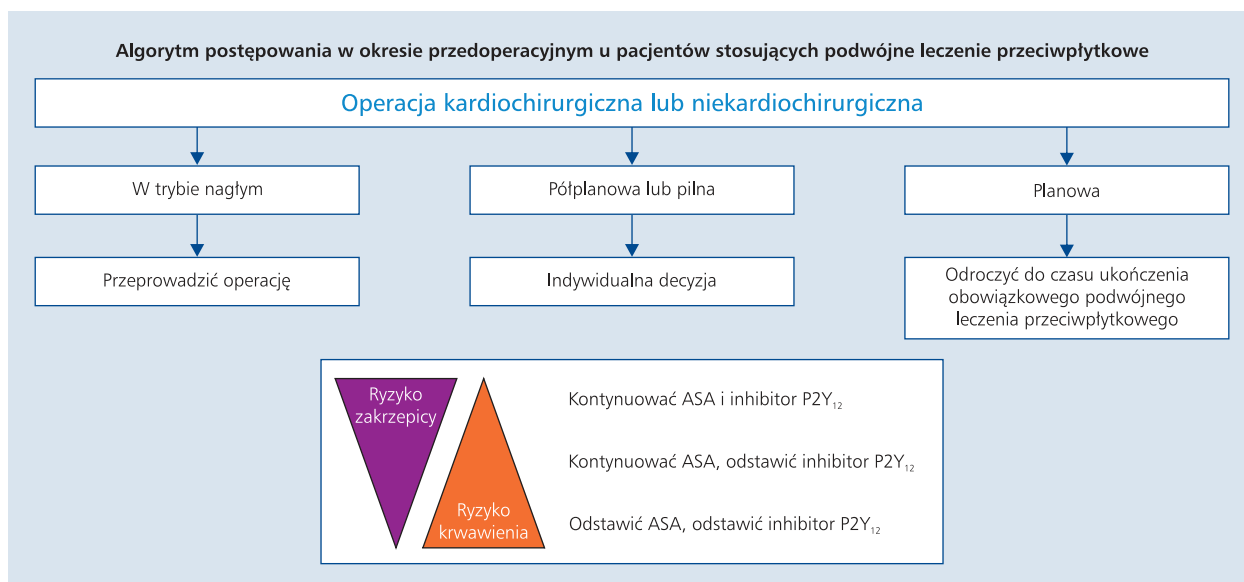 Algorytm postępowania w okresie przedoperacyjnym u pacjentów stosujących podwójne leczenie przeciwpłytkowe
Operacja kardiochirurgiczna lub niekardiochirurgiczna
W trybie nagłym
Półplanowa lub pilna
Planowa
Przeprowadzić operację
Indywidualna decyzja
Odroczyć do czasu ukończenia
obowiązkowego podwójnego
leczenia przeciwpłytkowego
Ryzyko
zakrzepicy
Ryzyko
krwawienia
Kontynuować ASA i inhibitor P2Y₁₂
Kontynuować ASA, odstawić inhibitor P2Y₁₂
Odstawić ASA, odstawić inhibitor P2Y₁₂